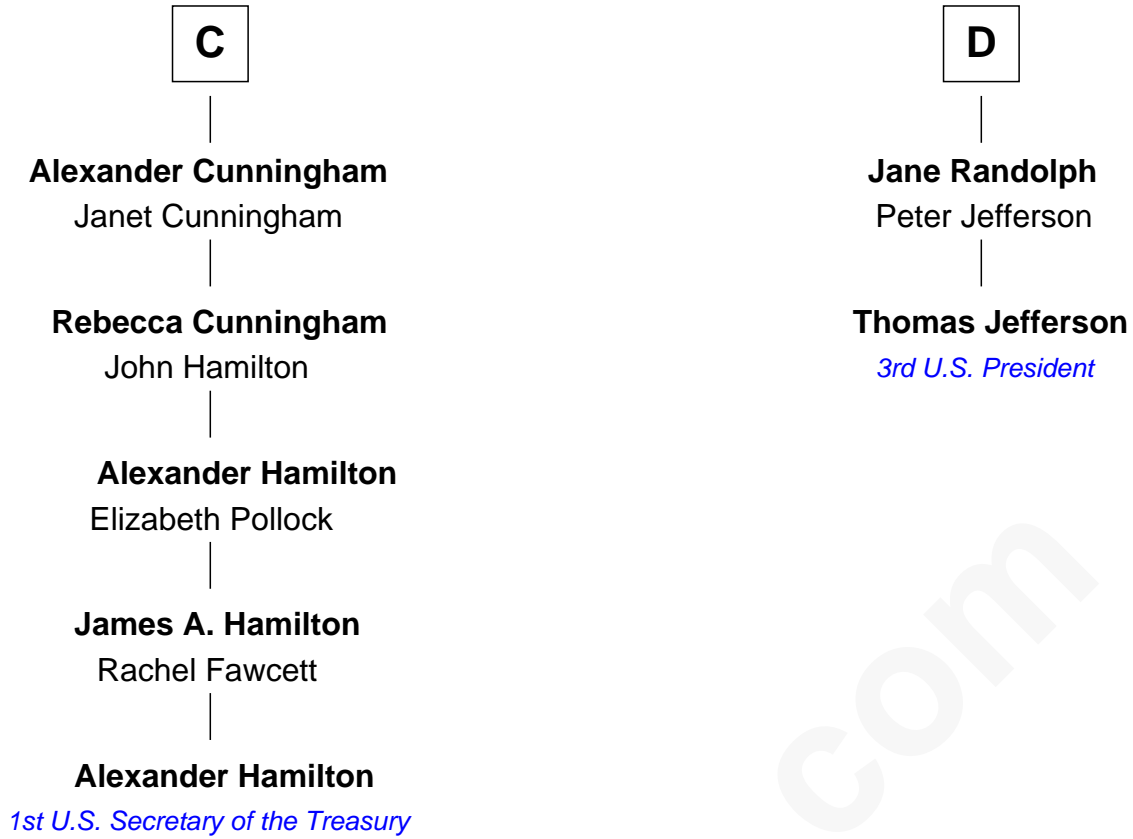 C
Alexander Cunningham
Janet Cunningham
Rebecca Cunningham
John Hamilton
Alexander Hamilton
Elizabeth Pollock
James A. Hamilton
Rachel Fawcett
Alexander Hamilton
1st U.S. Secretary of the Treasury
D
Jane Randolph
Peter Jefferson
Thomas Jefferson
3rd U.S. President
com